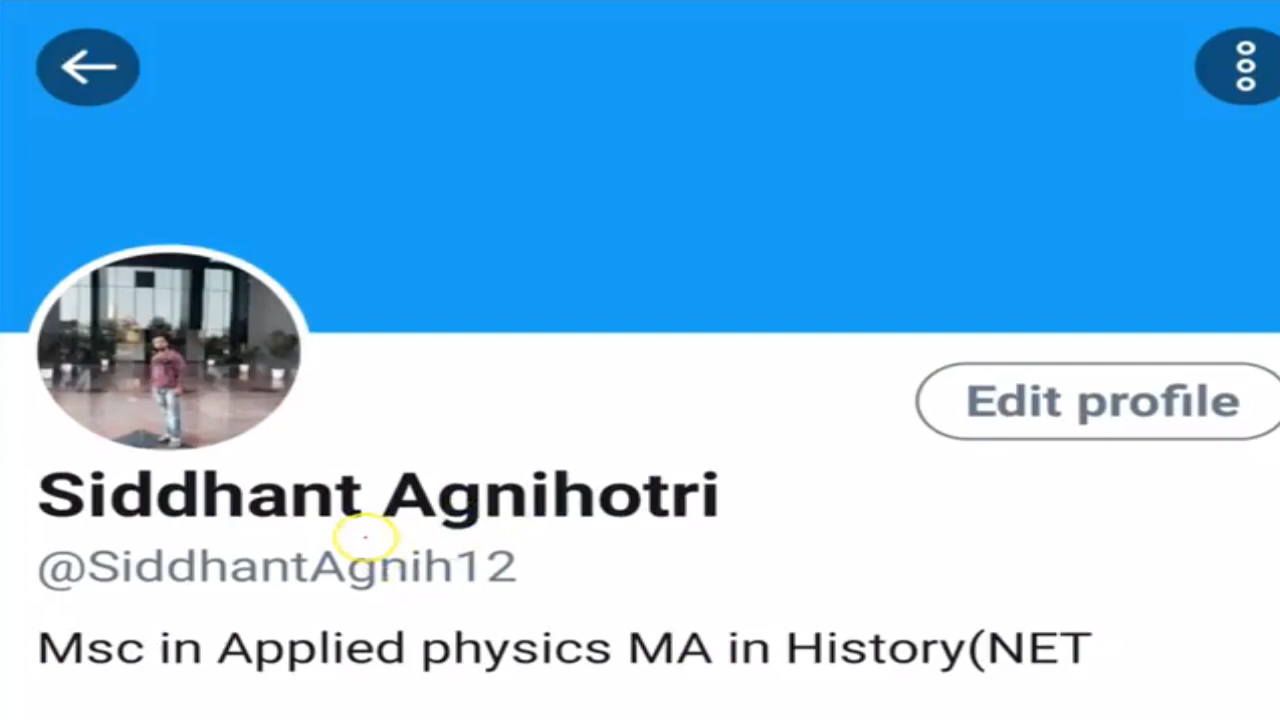 Edit profile
Siddhant Agnihotri
@SiddhantAgnih12
Msc in Applied physics MA in History(NET